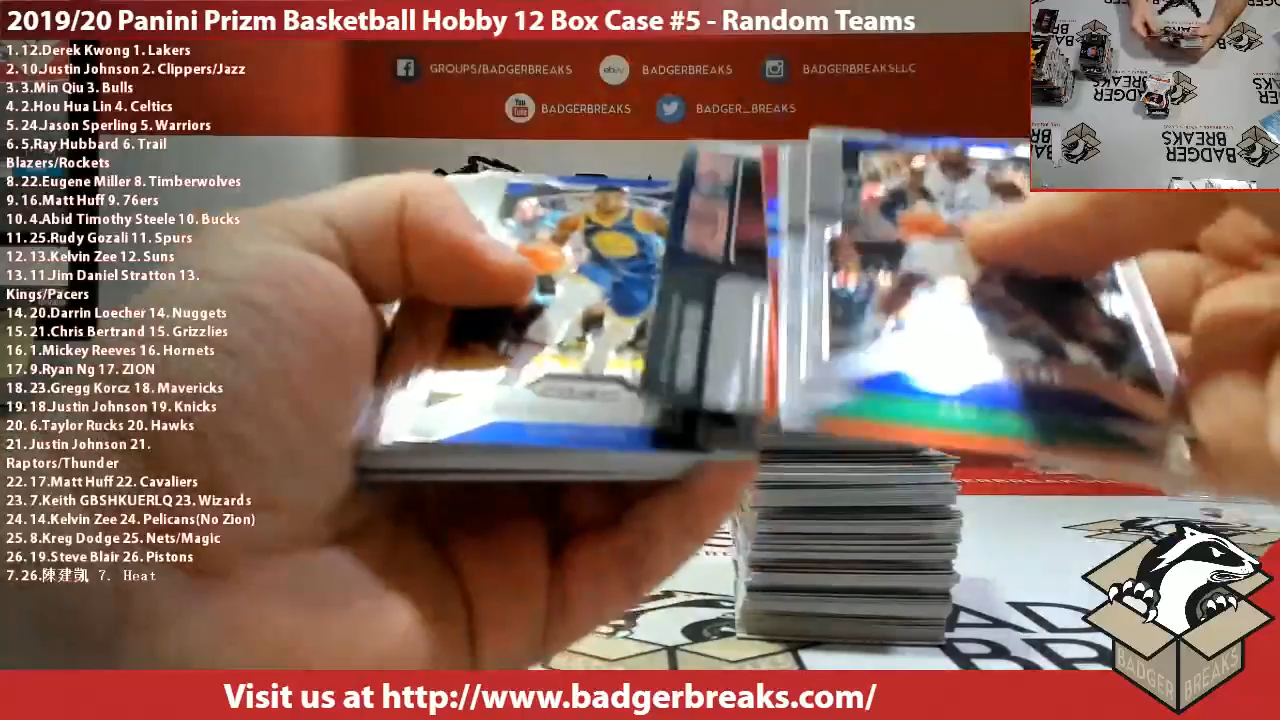 2019/20 Panini Prizm Basketball Hobby 12 Box Case #5 - Random Teams
1. 12.Derek Kwong 1. Lakers
2. 10.Justin Johnson 2. Clippers/Jazz
3. 3.Min Qiu 3. Bulls
4. 2.Hou Hua Lin 4. Celtics
5. 24.Jason Sperling 5. Warriors
6. 5,Ray Hubbard 6. Trail
Blazers/Rockets
8. 22.Eugene Miller 8. Timberwolves
9. 16.Matt Huff 9. 76ers
10. 4.Abid Timothy Steele 10. Bucks
11. 25.Rudy Gozali 11. Spurs
12. 13.Kelvin Zee 12. Suns
13. 11.Jim Daniel Stratton 13.
Kings/Pacers
14. 20.Darrin Loecher 14. Nuggets
15. 21.Chris Bertrand 15. Grizzlies
16. 1.Mickey Reeves 16. Hornets
17. 9.Ryan Ng 17. ZION
18. 23.Gregg Korcz 18. Mavericks
19. 18.Justin Johnson 19. Knicks
20. 6.Taylor Rucks 20. Hawks
21. Justin Johnson 21.
Raptors/Thunder
22. 17.Matt Huff 22. Cavaliers
23. 7.Keith GBSHKUERLQ 23. Wizards
24. 14.Kelvin Zee 24. Pelicans(No Zion)
25. 8.Kreg Dodge 25. Nets/Magic
26. 19.Steve Blair 26. Pistons
7. 26.陳建凱 7. Heat
GROUPS/BADGERBREAKS
ebay
BADGERBREAKS
BADGERBREAKSLLC
You Tube
BADGERBREAKS
BADGER_BREAKS
BADGER
BREAKS
BADGER
BREAKS
BADGER BREAKS
Visit us at http://www.badgerbreaks.com/